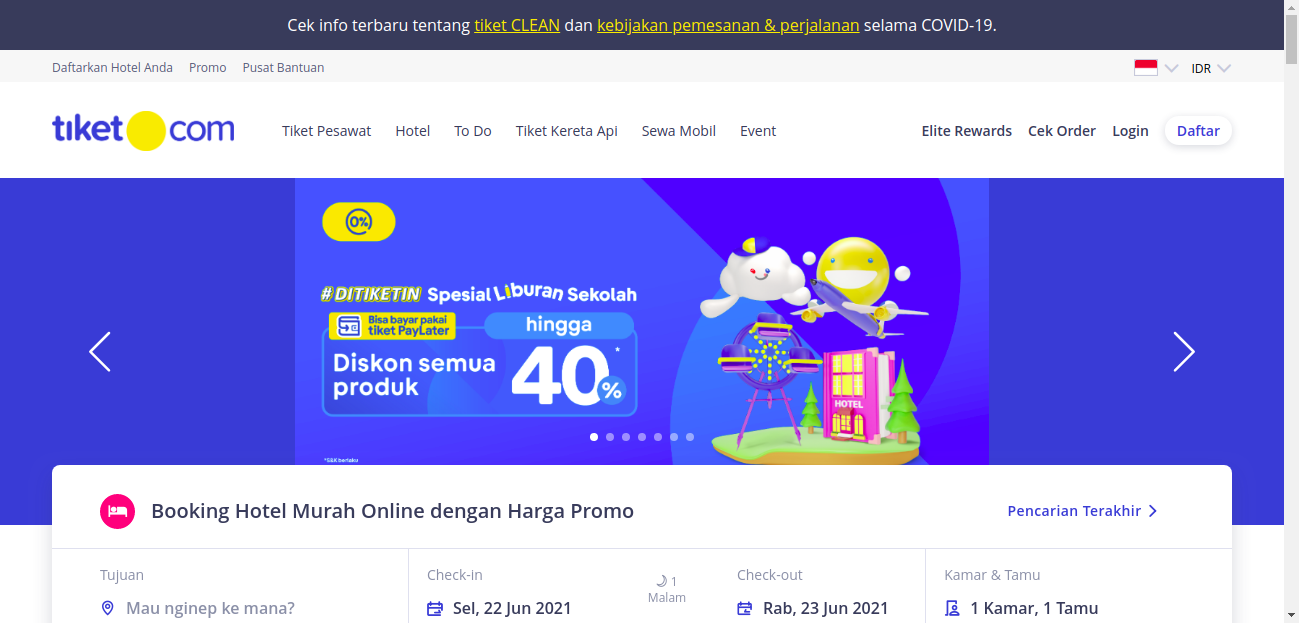 Cek info terbaru tentang tiket CLEAN dan kebijakan pemesanan & perjalanan selama COVID-19.
Daftarkan Hotel Anda Promo Pusat Bantuan IDR
tiket com Tiket Pesawat Hotel To Do Tiket Kereta Api Sewa Mobil Event Elite Rewards Cek Order Login Daftar
0%
#DITIKETIN Spesial Liburan Sekolah
Bisa bayar pakai
tiket PayLater
hingga
Diskon semua
produk
40%*
HOTEL
*S&K berlaku
Booking Hotel Murah Online dengan Harga Promo Pencarian Terakhir
Tujuan Check-in 1 Check-out Kamar & Tamu
Malam
Mau nginep ke mana? Sel, 22 Jun 2021 Rab, 23 Jun 2021 1 Kamar, 1 Tamu